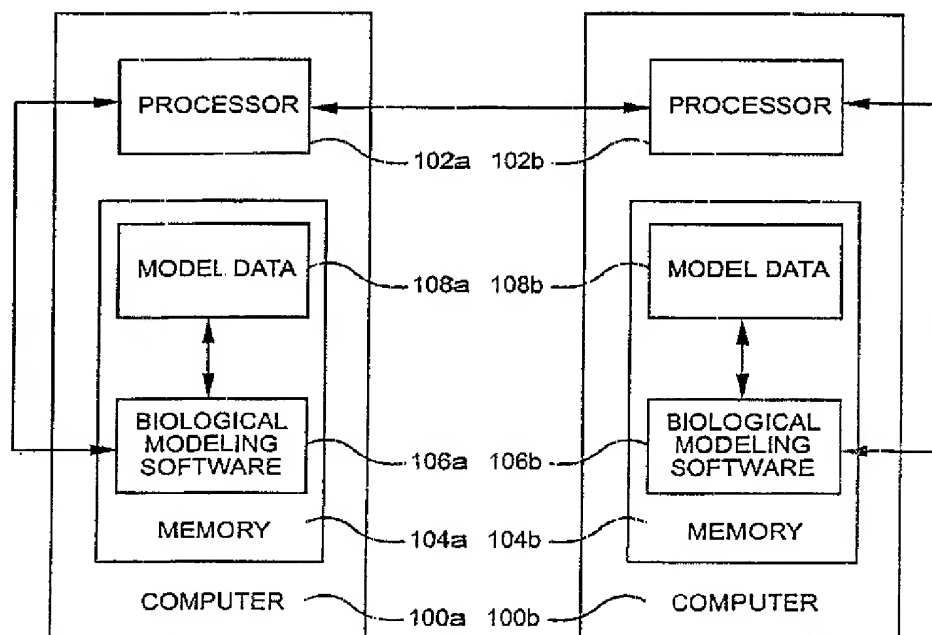 PROCESSOR PROCESSOR
102a 102b
MODEL DATA MODEL DATA
108a 108b
BIOLOGICAL BIOLOGICAL
MODELING MODELING
SOFTWARE SOFTWARE
106a 106b
MEMORY MEMORY
104a 104b
COMPUTER COMPUTER
100a 100b